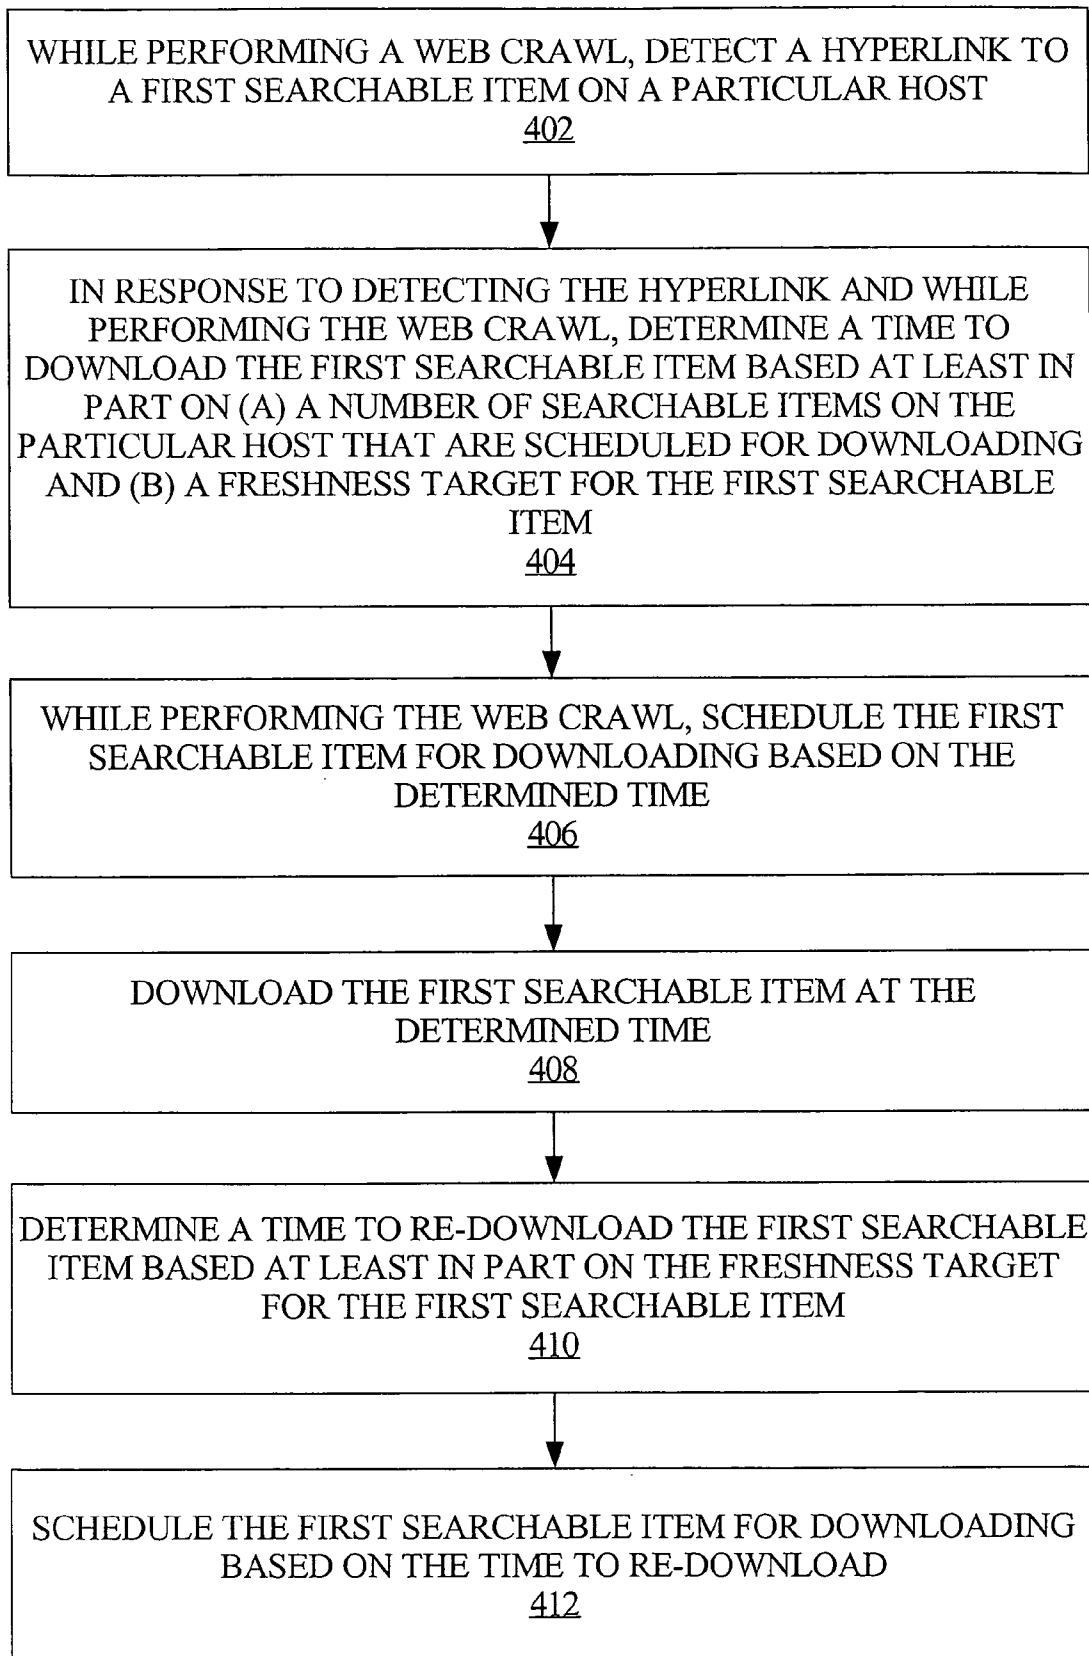 WHILE PERFORMING A WEB CRAWL, DETECT A HYPERLINK TO
A FIRST SEARCHABLE ITEM ON A PARTICULAR HOST
402
IN RESPONSE TO DETECTING THE HYPERLINK AND WHILE
PERFORMING THE WEB CRAWL, DETERMINE A TIME TO
DOWNLOAD THE FIRST SEARCHABLE ITEM BASED AT LEAST IN
PART ON (A) A NUMBER OF SEARCHABLE ITEMS ON THE
PARTICULAR HOST THAT ARE SCHEDULED FOR DOWNLOADING
AND (B) A FRESHNESS TARGET FOR THE FIRST SEARCHABLE
ITEM
404
WHILE PERFORMING THE WEB CRAWL, SCHEDULE THE FIRST
SEARCHABLE ITEM FOR DOWNLOADING BASED ON THE
DETERMINED TIME
406
DOWNLOAD THE FIRST SEARCHABLE ITEM AT THE
DETERMINED TIME
408
DETERMINE A TIME TO RE-DOWNLOAD THE FIRST SEARCHABLE
ITEM BASED AT LEAST IN PART ON THE FRESHNESS TARGET
FOR THE FIRST SEARCHABLE ITEM
410
SCHEDULE THE FIRST SEARCHABLE ITEM FOR DOWNLOADING
BASED ON THE TIME TO RE-DOWNLOAD
412